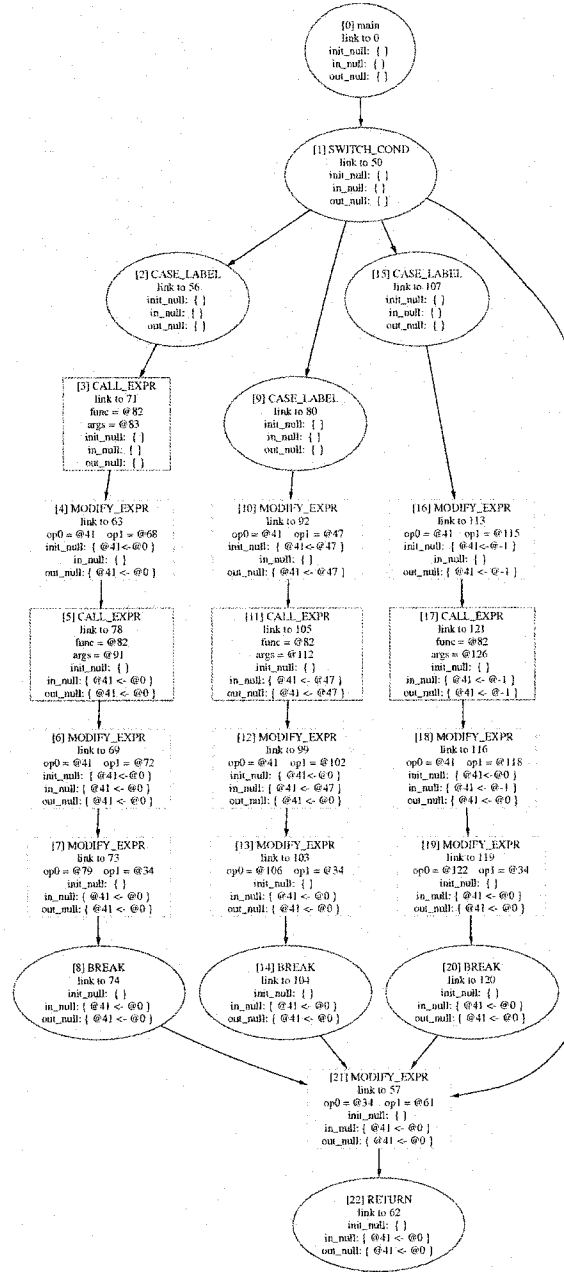 [0] main
link to 0
init_null: { }
in_null: { }
out_null: { }
[1] SWITCH_COND
link to 50
init_null: { }
in_null: { }
out_null: { }
[2] CASE_LABEL
link to 56
init_null: { }
in_null: { }
out_null: { }
[15] CASE_LABEL
link to 107
init_null: { }
in_null: { }
out_null: { }
[3] CALL_EXPR
link to 71
func = @82
args = @83
init_null: { }
in_null: { }
out_null: { }
[9] CASE_LABEL
link to 80
init_null: { }
in_null: { }
out_null: { }
[4] MODIFY_EXPR
link to 63
op0 = @41 op1 = @68
init_null: { @41<-@0 }
in_null: { }
out_null: { @41 <- @0 }
[10] MODIFY_EXPR
link to 92
op0 = @41 op1 = @47
init_null: { @41<-@47 }
in_null: { }
out_null: { @41 <- @47 }
[16] MODIFY_EXPR
link to 113
op0 = @41 op1 = @115
init_null: { @41<-@-1 }
in_null: { }
out_null: { @41 <- @-1 }
[5] CALL_EXPR
link to 78
func = @82
args = @91
init_null: { }
in_null: { @41 <- @0 }
out_null: { @41 <- @0 }
[11] CALL_EXPR
link to 105
func = @82
args = @112
init_null: { }
in_null: { @41 <- @47 }
out_null: { @41 <- @47 }
[17] CALL_EXPR
link to 121
func = @82
args = @126
init_null: { }
in_null: { @41 <- @-1 }
out_null: { @41 <- @-1 }
[6] MODIFY_EXPR
link to 69
op0 = @41 op1 = @72
init_null: { @41<-@0 }
in_null: { @41 <- @0 }
out_null: { @41 <- @0 }
[12] MODIFY_EXPR
link to 99
op0 = @41 op1 = @102
init_null: { @41<-@0 }
in_null: { @41 <- @47 }
out_null: { @41 <- @0 }
[18] MODIFY_EXPR
link to 116
op0 = @41 op1 = @118
init_null: { @41<-@0 }
in_null: { @41 <- @-1 }
out_null: { @41 <- @0 }
[7] MODIFY_EXPR
link to 73
op0 = @79 op1 = @34
init_null: { }
in_null: { @41 <- @0 }
out_null: { @41 <- @0 }
[13] MODIFY_EXPR
link to 103
op0 = @106 op1 = @34
init_null: { }
in_null: { @41 <- @0 }
out_null: { @41 <- @0 }
[19] MODIFY_EXPR
link to 119
op0 = @122 op1 = @34
init_null: { }
in_null: { @41 <- @0 }
out_null: { @41 <- @0 }
[8] BREAK
link to 74
init_null: { }
in_null: { @41 <- @0 }
out_null: { @41 <- @0 }
[14] BREAK
link to 104
init_null: { }
in_null: { @41 <- @0 }
out_null: { @41 <- @0 }
[20] BREAK
link to 120
init_null: { }
in_null: { @41 <- @0 }
out_null: { @41 <- @0 }
[21] MODIFY_EXPR
link to 57
op0 = @34 op1 = @61
init_null: { }
in_null: { @41 <- @0 }
out_null: { @41 <- @0 }
[22] RETURN
link to 62
init_null: { }
in_null: { @41 <- @0 }
out_null: { @41 <- @0 }